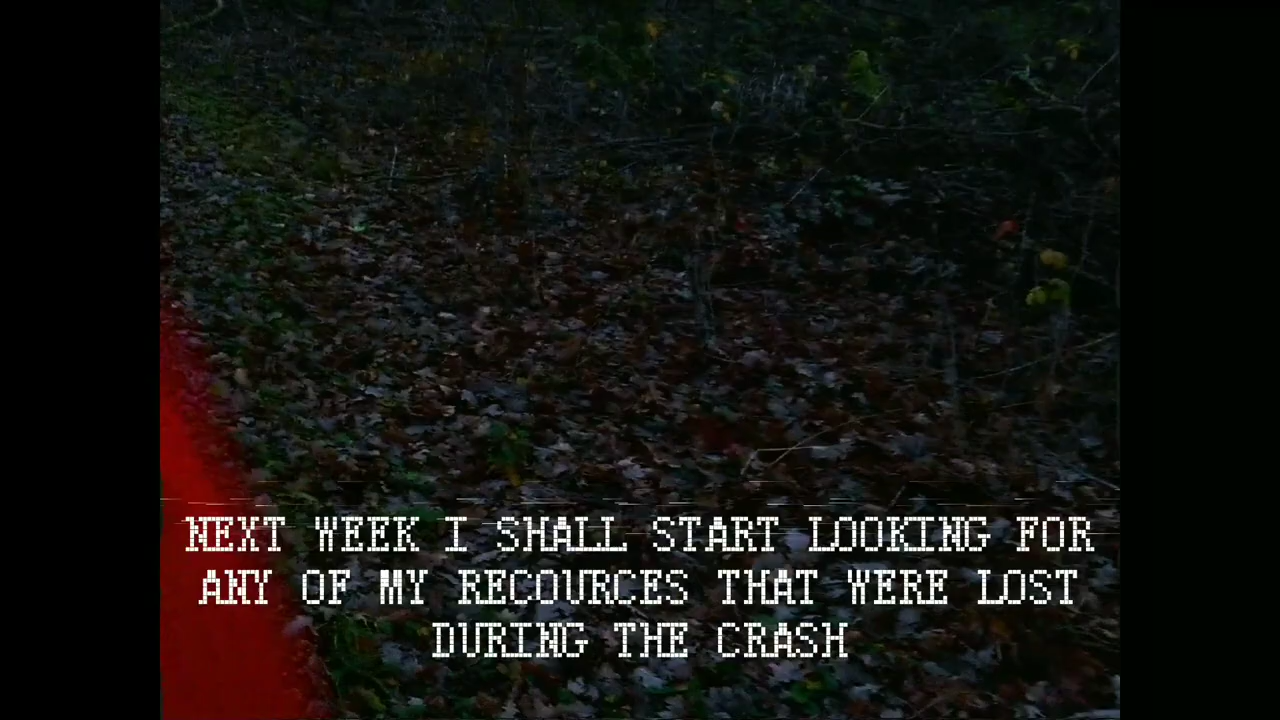 NEXT WEEK I SHALL START LOOKING FOR
ANY OF MY RECOURCES THAT WERE LOST
DURING THE CRASH